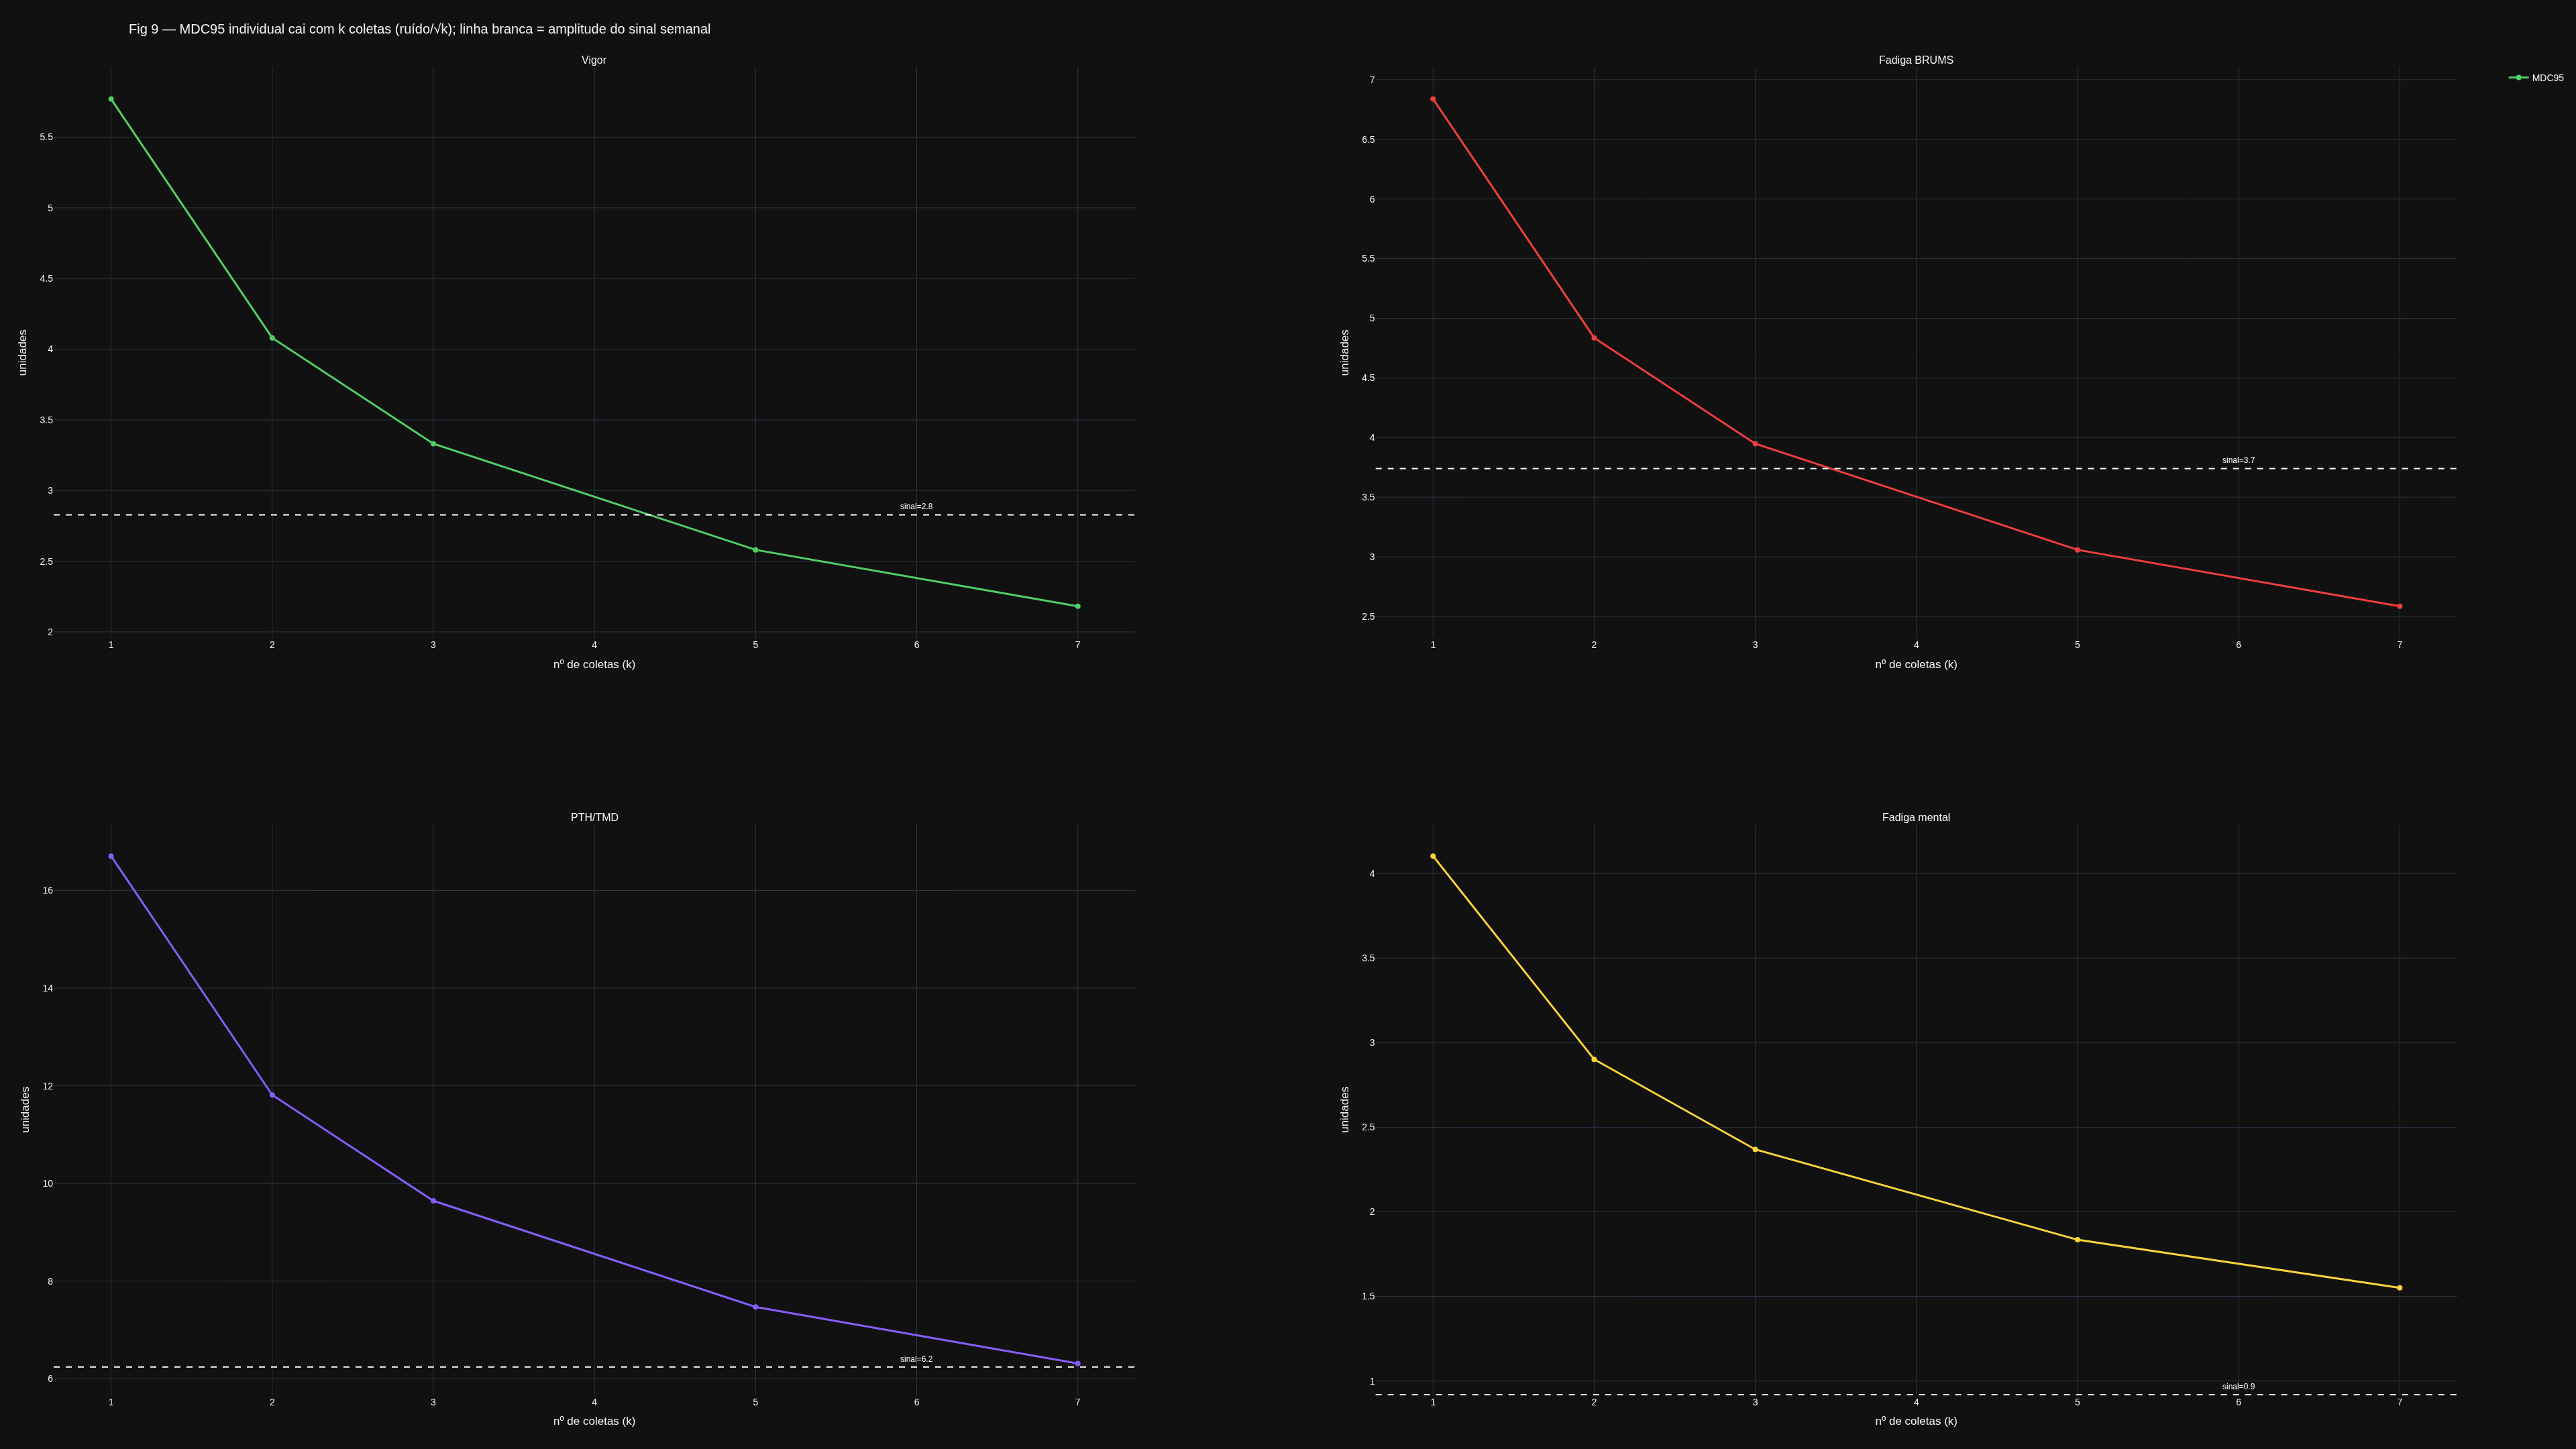 Fig 9 — MDC95 individual cai com k coletas (ruído/√k); linha branca = amplitude do sinal semanal
Vigor
5.5
5
4.5
4
3.5
3
2.5
2
unidades
sinal=2.8
1 2 3 4 5 6 7
nº de coletas (k)
Fadiga BRUMS
MDC95
7
6.5
6
5.5
5
4.5
4
3.5
3
2.5
unidades
sinal=3.7
1 2 3 4 5 6 7
nº de coletas (k)
PTH/TMD
16
14
12
10
8
6
unidades
sinal=6.2
1 2 3 4 5 6 7
nº de coletas (k)
Fadiga mental
4
3.5
3
2.5
2
1.5
1
unidades
sinal=0.9
1 2 3 4 5 6 7
nº de coletas (k)